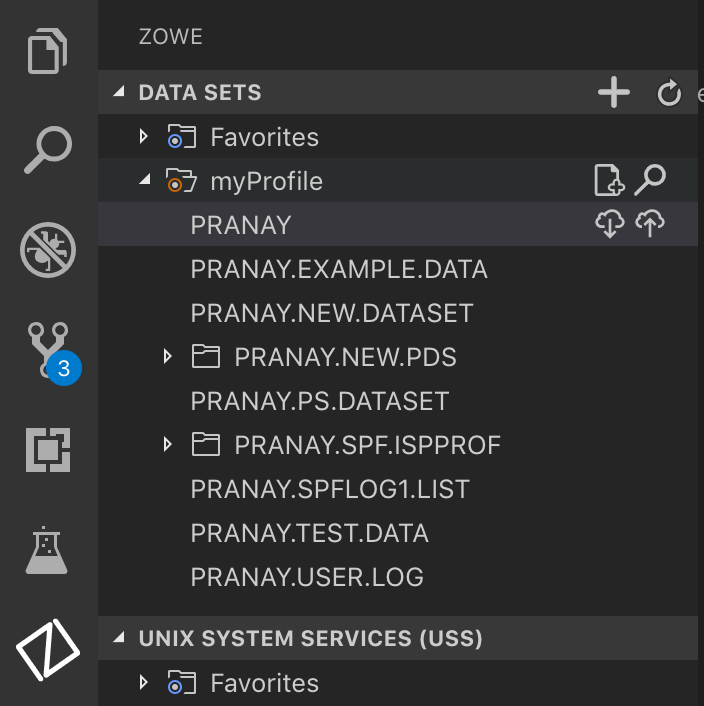 ZOWE
DATA SETS
Favorites
myProfile
PRANAY
PRANAY.EXAMPLE.DATA
PRANAY.NEW.DATASET
PRANAY.NEW.PDS
3
PRANAY.PS.DATASET
PRANAY.SPF.ISPPROF
PRANAY.SPFLOG1.LIST
PRANAY.TEST.DATA
PRANAY.USER.LOG
UNIX SYSTEM SERVICES (USS)
Favorites